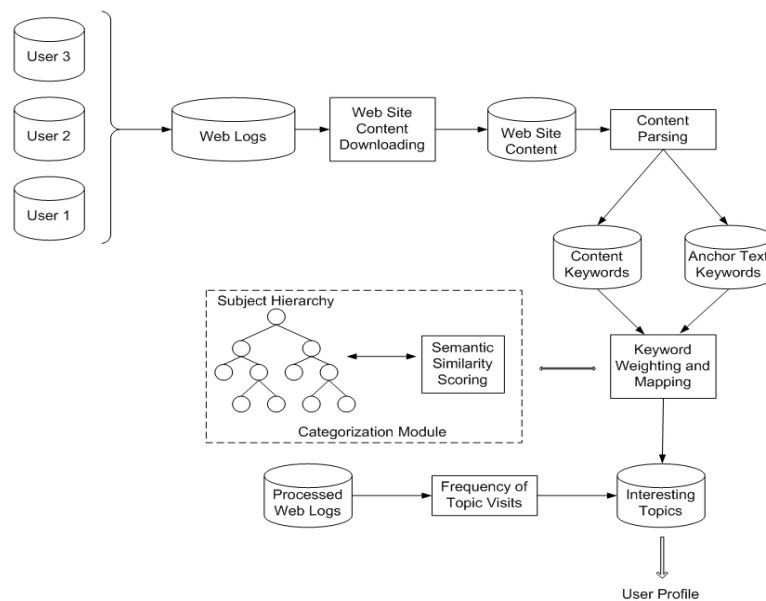 User 3
User 2
User 1
Web Logs
Web Site
Content
Downloading
Web Site
Content
Content
Parsing
Content
Keywords
Anchor Text
Keywords
Subject Hierarchy
Semantic
Similarity
Scoring
Categorization Module
Keyword
Weighting and
Mapping
Processed
Web Logs
Frequency of
Topic Visits
Interesting
Topics
User Profile